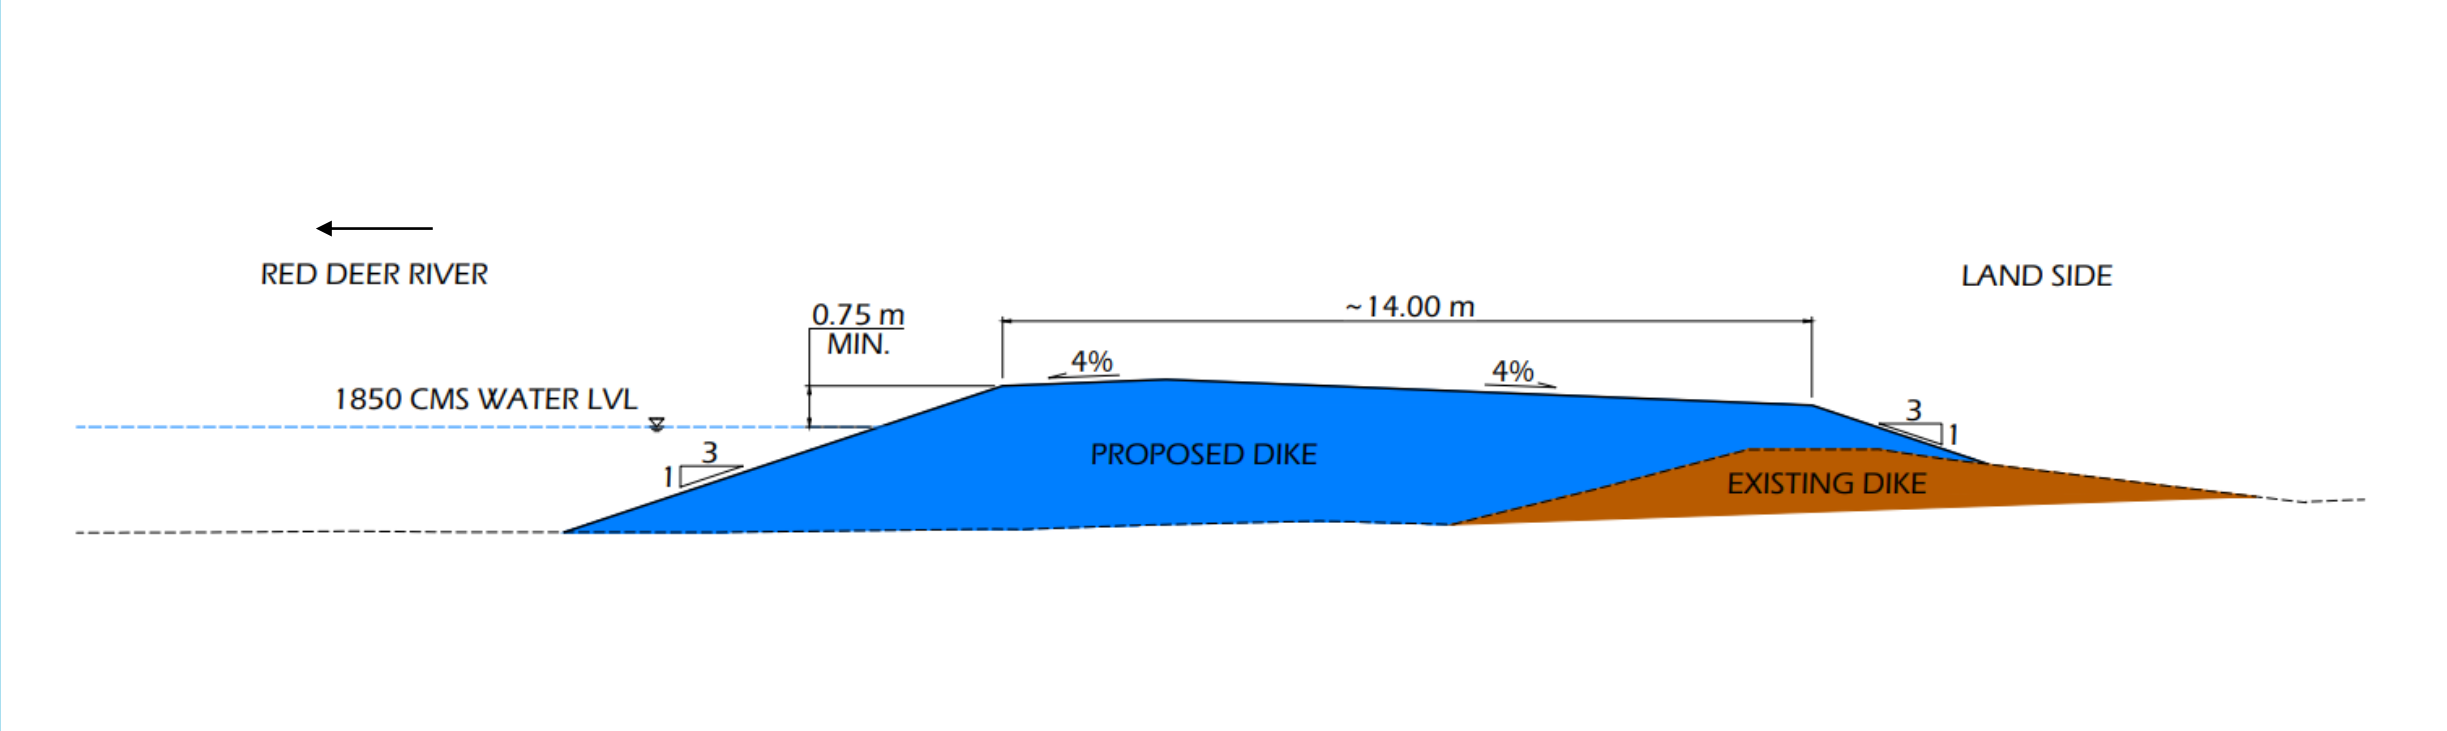 RED DEER RIVER
LAND SIDE
0.75 m
MIN.
~14.00 m
4%
4%
1850 CMS WATER LVL
3
1
3
1
PROPOSED DIKE
EXISTING DIKE